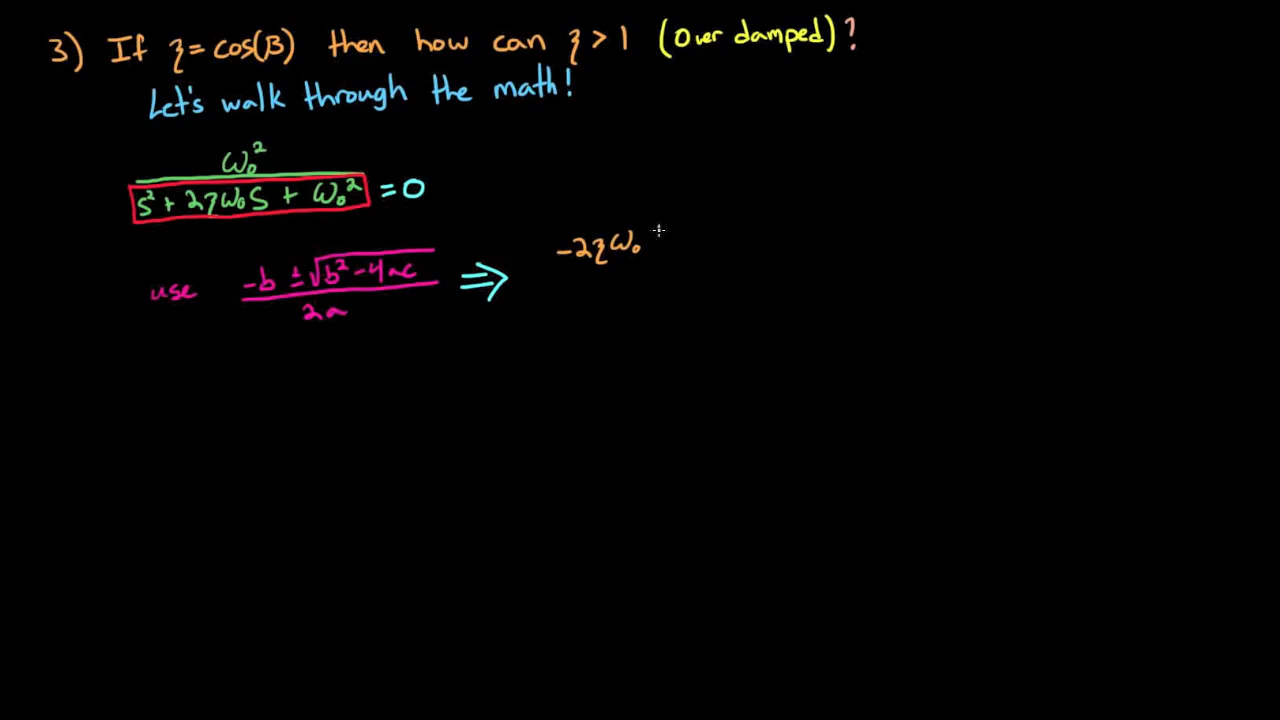 3) If ζ = cos(β) then how can ζ > 1 (Over damped)?
Let's walk through the math!
ω₀²
s² + 2ζω₀s + ω₀² = 0
use -b ± √b² - 4ac ⇒ -2ζω₀
2a